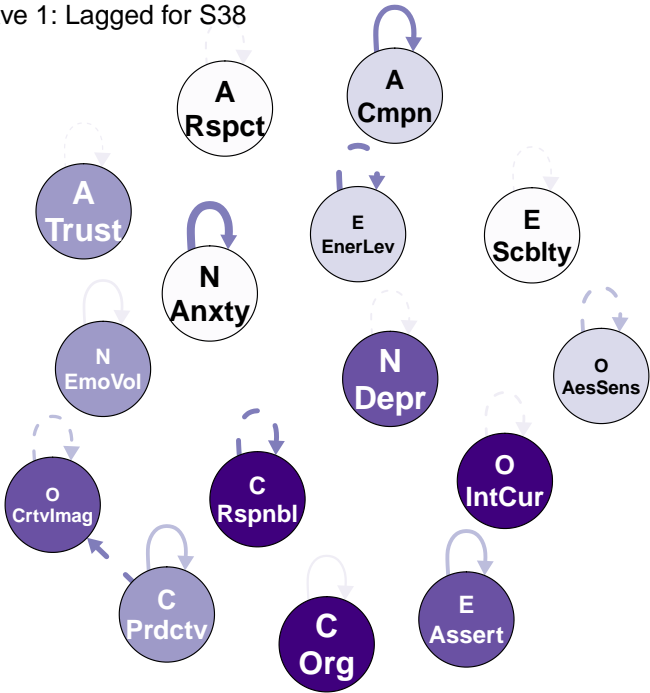 ve 1: Lagged for S38
A
Rspct
A
Cmpn
A
Trust
E
EnerLev
E
Scblty
N
Anxty
N
EmoVol
N
Depr
O
AesSens
O
CrtvImag
C
Rspnbl
O
IntCur
C
Prdctv
C
Org
E
Assert